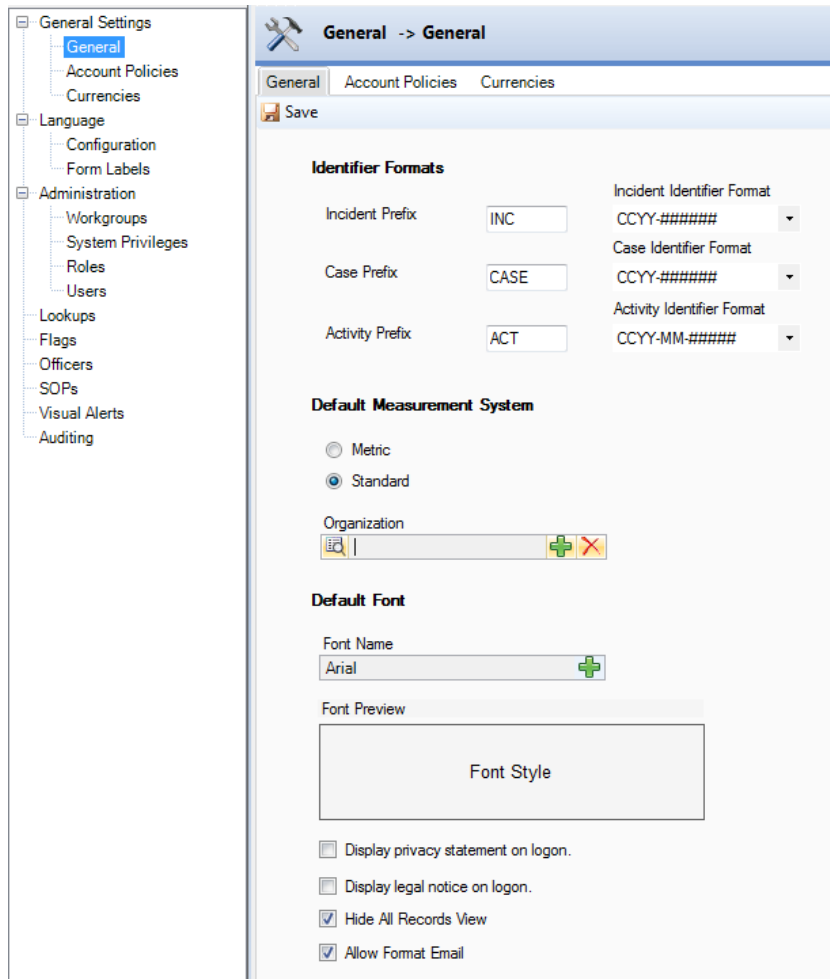 General Settings
General
Account Policies
Currencies
Language
Configuration
Form Labels
Administration
Workgroups
System Privileges
Roles
Users
Lookups
Flags
Officers
SOPs
Visual Alerts
Auditing
General -> General
General Account Policies Currencies
Save
Identifier Formats
Incident Identifier Format
Incident Prefix INC CCYY-######
Case Identifier Format
Case Prefix CASE CCYY-######
Activity Identifier Format
Activity Prefix ACT CCYY-MM-#####
Default Measurement System
Metric
Standard
Organization
Default Font
Font Name
Arial
Font Preview
Font Style
Display privacy statement on logon.
Display legal notice on logon.
Hide All Records View
Allow Format Email